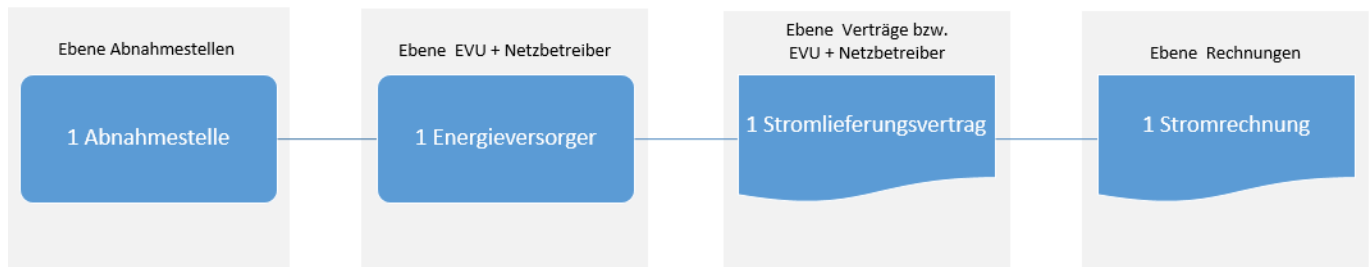 Ebene Abnahmestellen
1 Abnahmestelle
Ebene EVU + Netzbetreiber
1 Energieversorger
Ebene Verträge bzw.
EVU + Netzbetreiber
1 Stromlieferungsvertrag
Ebene Rechnungen
1 Stromrechnung